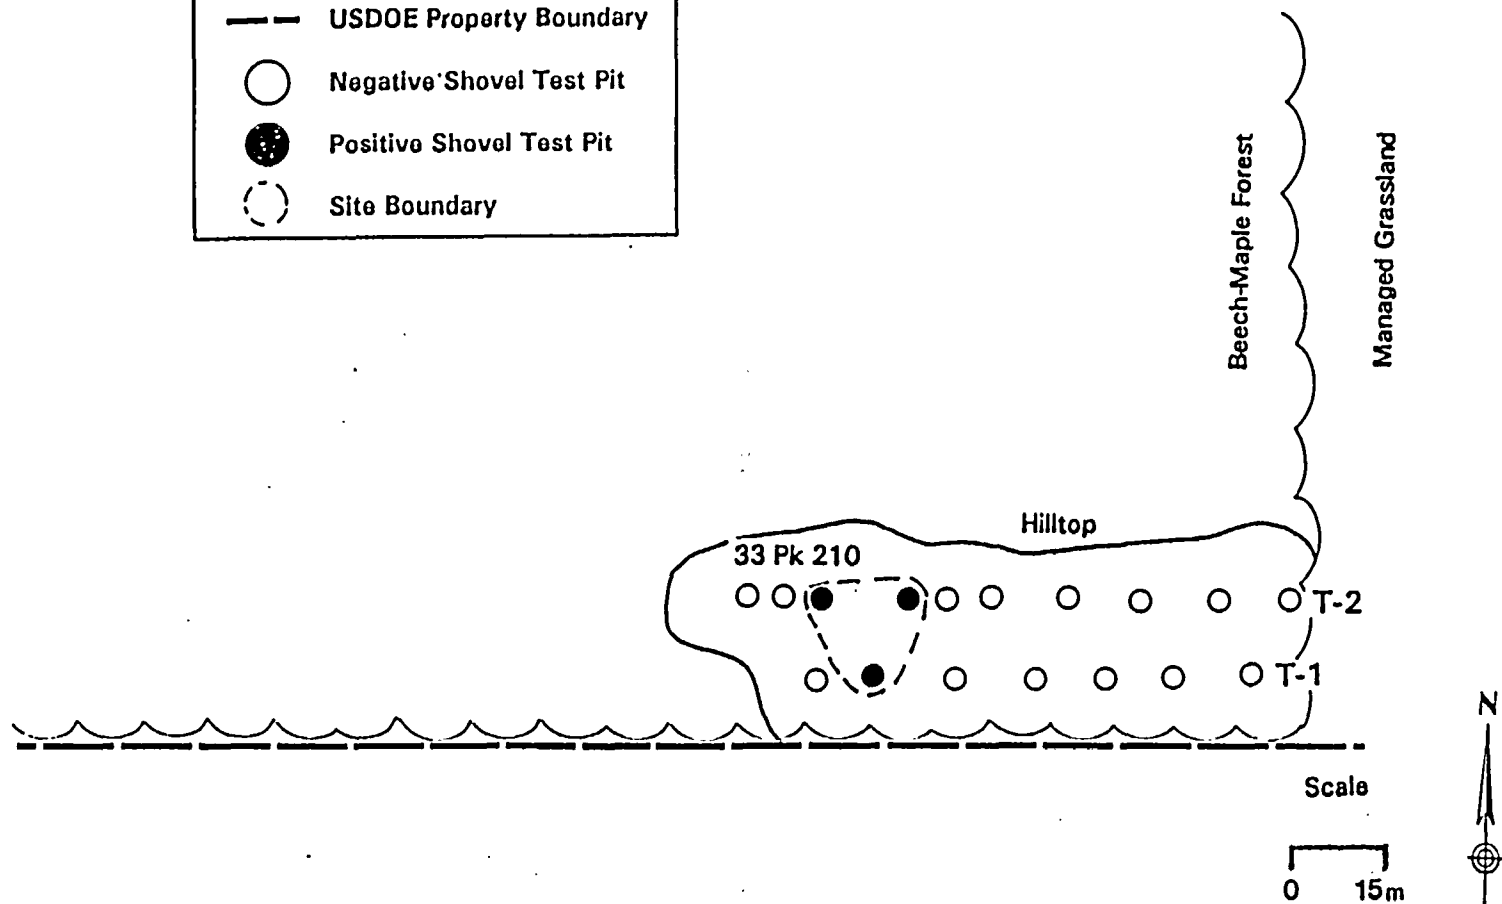 USDOE Property Boundary
Negative Shovel Test Pit
Positive Shovel Test Pit
Site Boundary
Beech-Maple Forest
Managed Grassland
Hilltop
33 Pk 210
T-2
T-1
N
Scale
0 15m